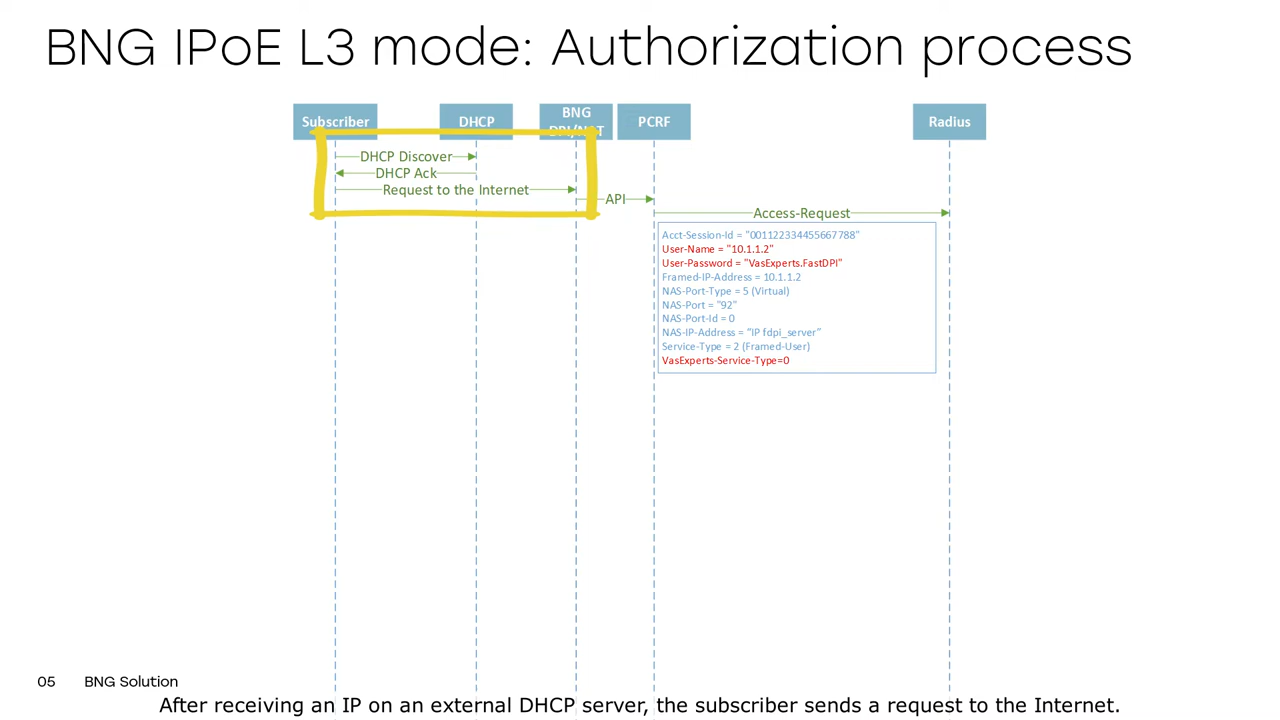 BNG IPoE L3 mode: Authorization process
Subscriber
DHCP
BNG
DPI/NAT
PCRF
Radius
DHCP Discover
DHCP Ack
Request to the Internet
API
Access-Request
Acct-Session-Id = "001122334455667788"
User-Name = "10.1.1.2"
User-Password = "VasExperts.FastDPI"
Framed-IP-Address = 10.1.1.2
NAS-Port-Type = 5 (Virtual)
NAS-Port = "92"
NAS-Port-Id = 0
NAS-IP-Address = “IP fdpi_server”
Service-Type = 2 (Framed-User)
VasExperts-Service-Type=0
05 BNG Solution
After receiving an IP on an external DHCP server, the subscriber sends a request to the Internet.